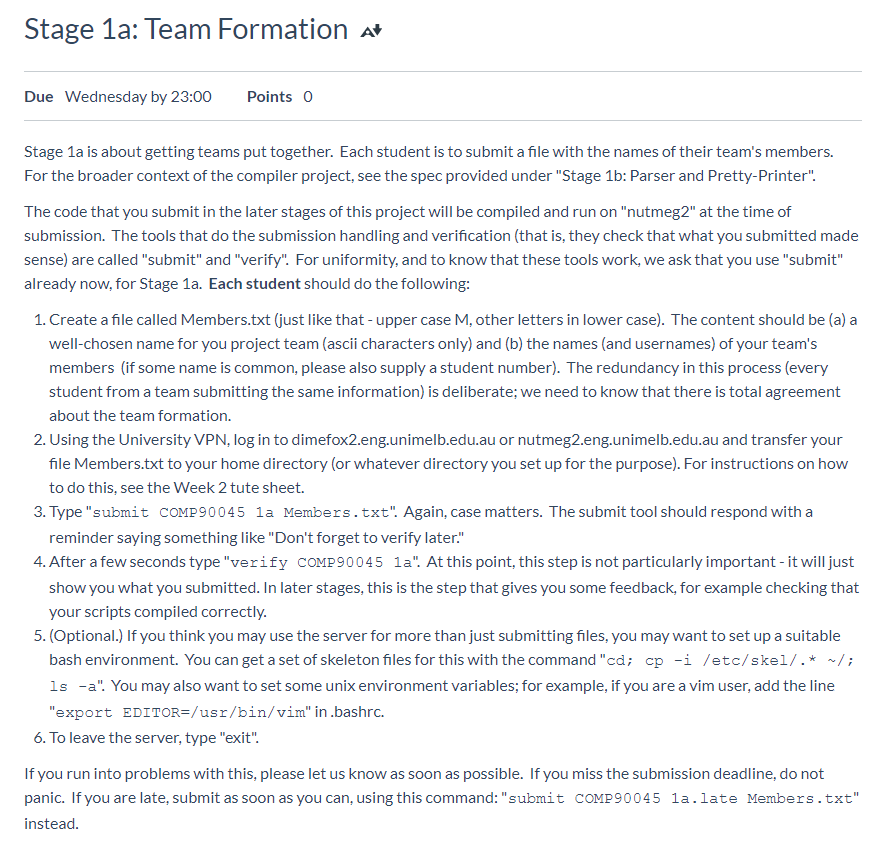 Stage 1a: Team Formation
Due Wednesday by 23:00 Points 0
Stage 1a is about getting teams put together. Each student is to submit a file with the names of their team's members.
For the broader context of the compiler project, see the spec provided under "Stage 1b: Parser and Pretty-Printer".
The code that you submit in the later stages of this project will be compiled and run on "nutmeg2" at the time of
submission. The tools that do the submission handling and verification (that is, they check that what you submitted made
sense) are called "submit" and "verify". For uniformity, and to know that these tools work, we ask that you use "submit"
already now, for Stage 1a. Each student should do the following:
1. Create a file called Members.txt (just like that - upper case M, other letters in lower case). The content should be (a) a
well-chosen name for you project team (ascii characters only) and (b) the names (and usernames) of your team's
members (if some name is common, please also supply a student number). The redundancy in this process (every
student from a team submitting the same information) is deliberate; we need to know that there is total agreement
about the team formation.
2. Using the University VPN, log in to dimefox2.eng.unimelb.edu.au or nutmeg2.eng.unimelb.edu.au and transfer your
file Members.txt to your home directory (or whatever directory you set up for the purpose). For instructions on how
to do this, see the Week 2 tute sheet.
3. Type "submit COMP90045 1a Members.txt". Again, case matters. The submit tool should respond with a
reminder saying something like "Don't forget to verify later."
4. After a few seconds type "verify COMP90045 1a". At this point, this step is not particularly important - it will just
show you what you submitted. In later stages, this is the step that gives you some feedback, for example checking that
your scripts compiled correctly.
5. (Optional.) If you think you may use the server for more than just submitting files, you may want to set up a suitable
bash environment. You can get a set of skeleton files for this with the command "cd; cp -i /etc/skel/.* ~/;
ls -a". You may also want to set some unix environment variables; for example, if you are a vim user, add the line
"export EDITOR=/usr/bin/vim" in .bashrc.
6. To leave the server, type "exit".
If you run into problems with this, please let us know as soon as possible. If you miss the submission deadline, do not
panic. If you are late, submit as soon as you can, using this command: "submit COMP90045 1a.late Members.txt"
instead.